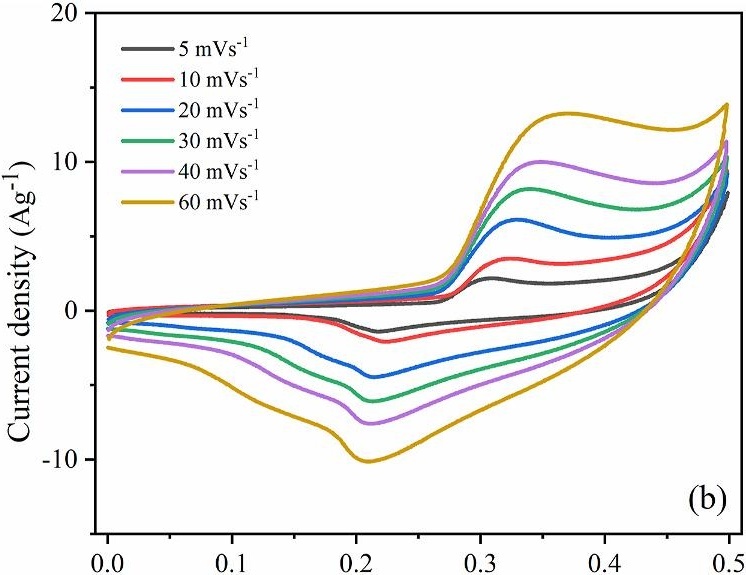 20
10
0
-10
Current density (Ag⁻¹)
5 mVs⁻¹
10 mVs⁻¹
20 mVs⁻¹
30 mVs⁻¹
40 mVs⁻¹
60 mVs⁻¹
(b)
0.0 0.1 0.2 0.3 0.4 0.5